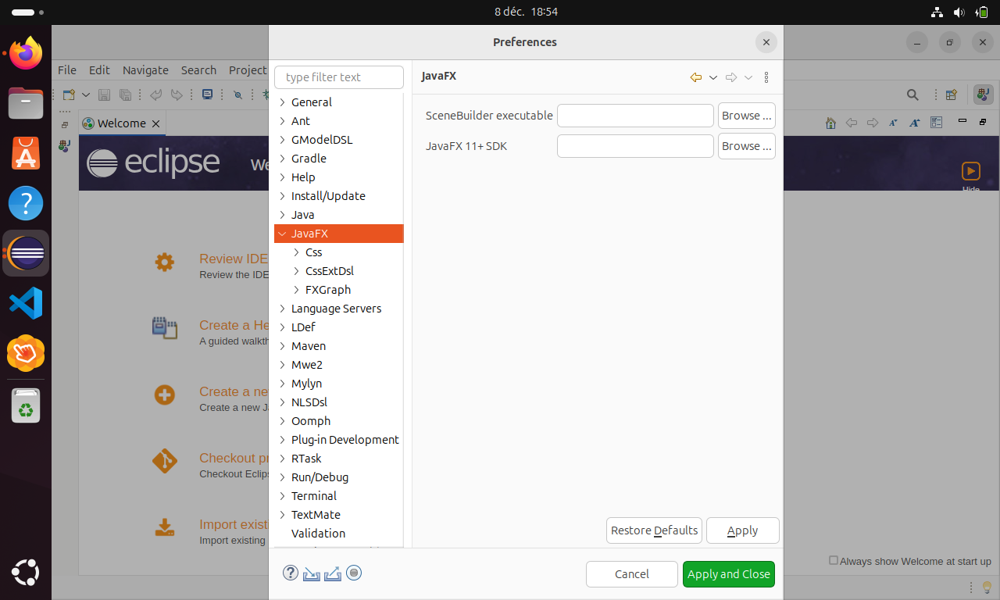 8 déc.  18:54
Preferences
File
Edit
Navigate
Search
Project
Welcome
eclipse
We
Hide
Review IDE
Review the IDE
Create a He
A guided walkth
Create a ne
Create a new Ja
Checkout pr
Checkout Eclips
Import existi
Import existing
Always show Welcome at start up
type filter text
General
Ant
GModelDSL
Gradle
Help
Install/Update
Java
JavaFX
Css
CssExtDsl
FXGraph
Language Servers
LDef
Maven
Mwe2
Mylyn
NLSDsl
Oomph
Plug-in Development
RTask
Run/Debug
Terminal
TextMate
Validation
JavaFX
SceneBuilder executable
Browse ...
JavaFX 11+ SDK
Browse ...
Restore Defaults
Apply
Cancel
Apply and Close